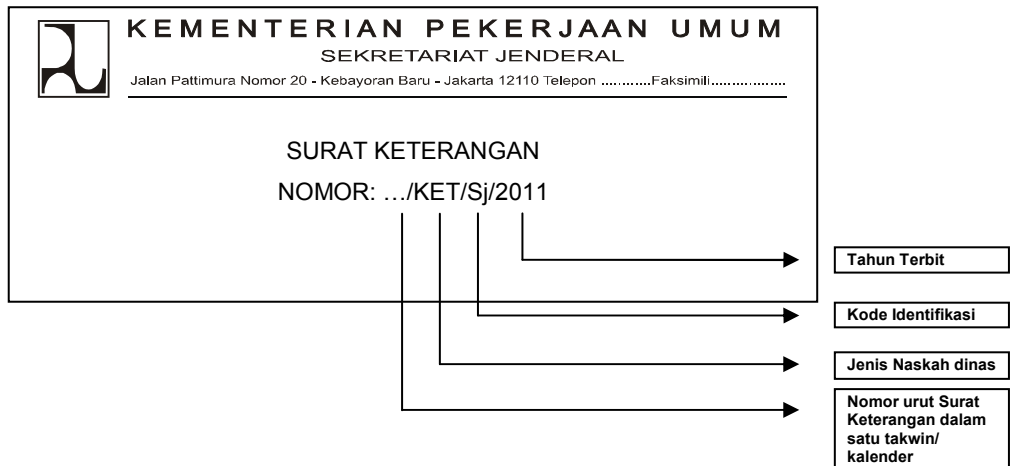 KEMENTERIAN PEKERJAAN UMUM
SEKRETARIAT JENDERAL
Jalan Pattimura Nomor 20 - Kebayoran Baru - Jakarta 12110 Telepon ............Faksimili..................
SURAT KETERANGAN
NOMOR: …/KET/Sj/2011
Tahun Terbit
Kode Identifikasi
Jenis Naskah dinas
Nomor urut Surat
Keterangan dalam
satu takwin/
kalender